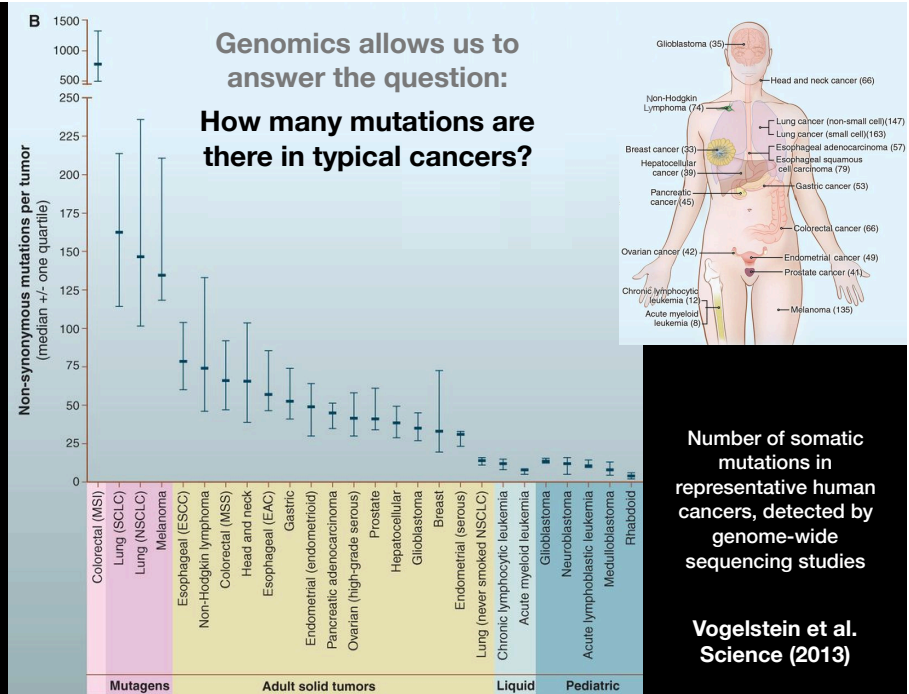 B
Genomics allows us to
answer the question:
How many mutations are
there in typical cancers?
Non-synonymous mutations per tumor
(median +/- one quartile)
1500
1000
500
250
225
200
175
150
125
100
75
50
25
0
Colorectal (MSI)
Lung (SCLC)
Lung (NSCLC)
Melanoma
Esophageal (ESCC)
Non-Hodgkin lymphoma
Colorectal (MSS)
Head and neck
Esophageal (EAC)
Gastric
Endometrial (endometrioid)
Pancreatic adenocarcinoma
Ovarian (high-grade serous)
Prostate
Hepatocellular
Glioblastoma
Breast
Endometrial (serous)
Lung (never smoked NSCLC)
Chronic lymphocytic leukemia
Acute myeloid leukemia
Glioblastoma
Neuroblastoma
Acute lymphoblastic leukemia
Medulloblastoma
Rhabdoid
Mutagens
Adult solid tumors
Liquid
Pediatric
Glioblastoma (35)
Head and neck cancer (66)
Non-Hodgkin
Lymphoma (74)
Lung cancer (non-small cell)(147)
Lung cancer (small cell)(163)
Breast cancer (33)
Esophageal adenocarcinoma (57)
Esophageal squamous
cell carcinoma (79)
Hepatocellular
cancer (39)
Gastric cancer (53)
Pancreatic
cancer (45)
Colorectal cancer (66)
Ovarian cancer (42)
Endometrial cancer (49)
Prostate cancer (41)
Chronic lymphocytic
leukemia (12)
Acute myeloid
leukemia (8)
Melanoma (135)
Number of somatic
mutations in
representative human
cancers, detected by
genome-wide
sequencing studies
Vogelstein et al.
Science (2013)